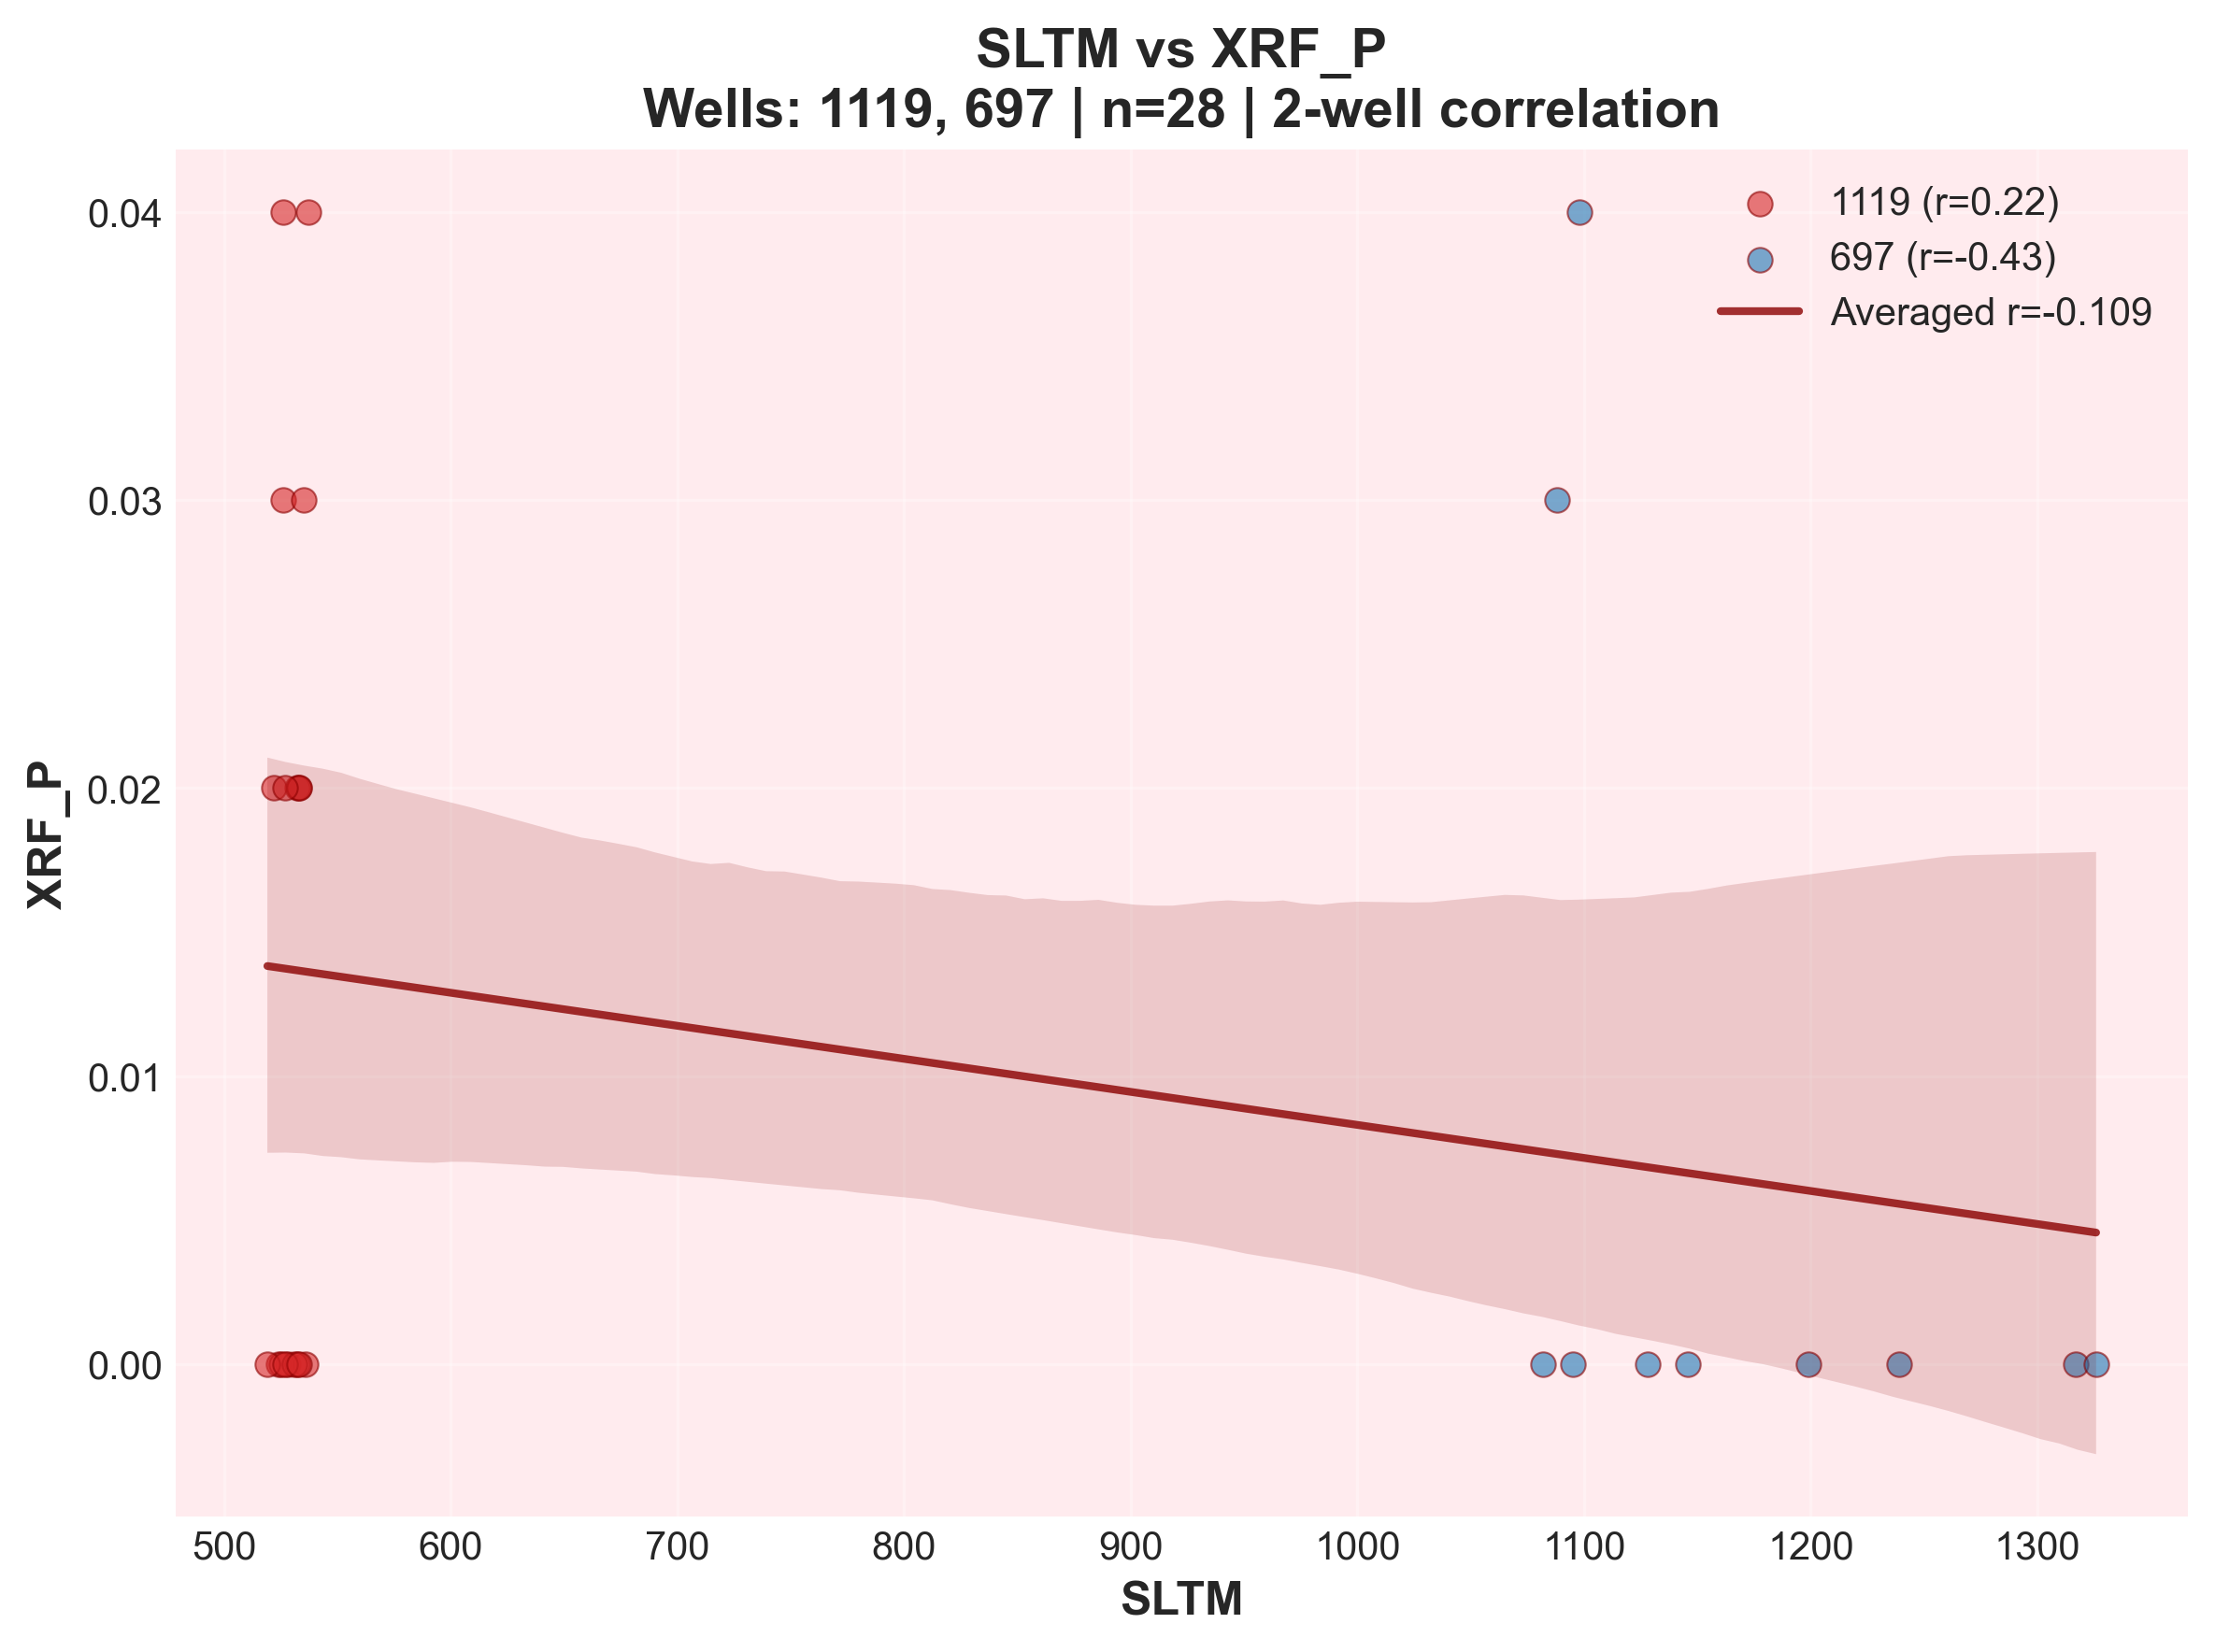 SLTM vs XRF_P
Wells: 1119, 697 | n=28 | 2-well correlation
1119 (r=0.22)
697 (r=-0.43)
Averaged r=-0.109
XRF_P
0.04
0.03
0.02
0.01
0.00
500 600 700 800 900 1000 1100 1200 1300
SLTM